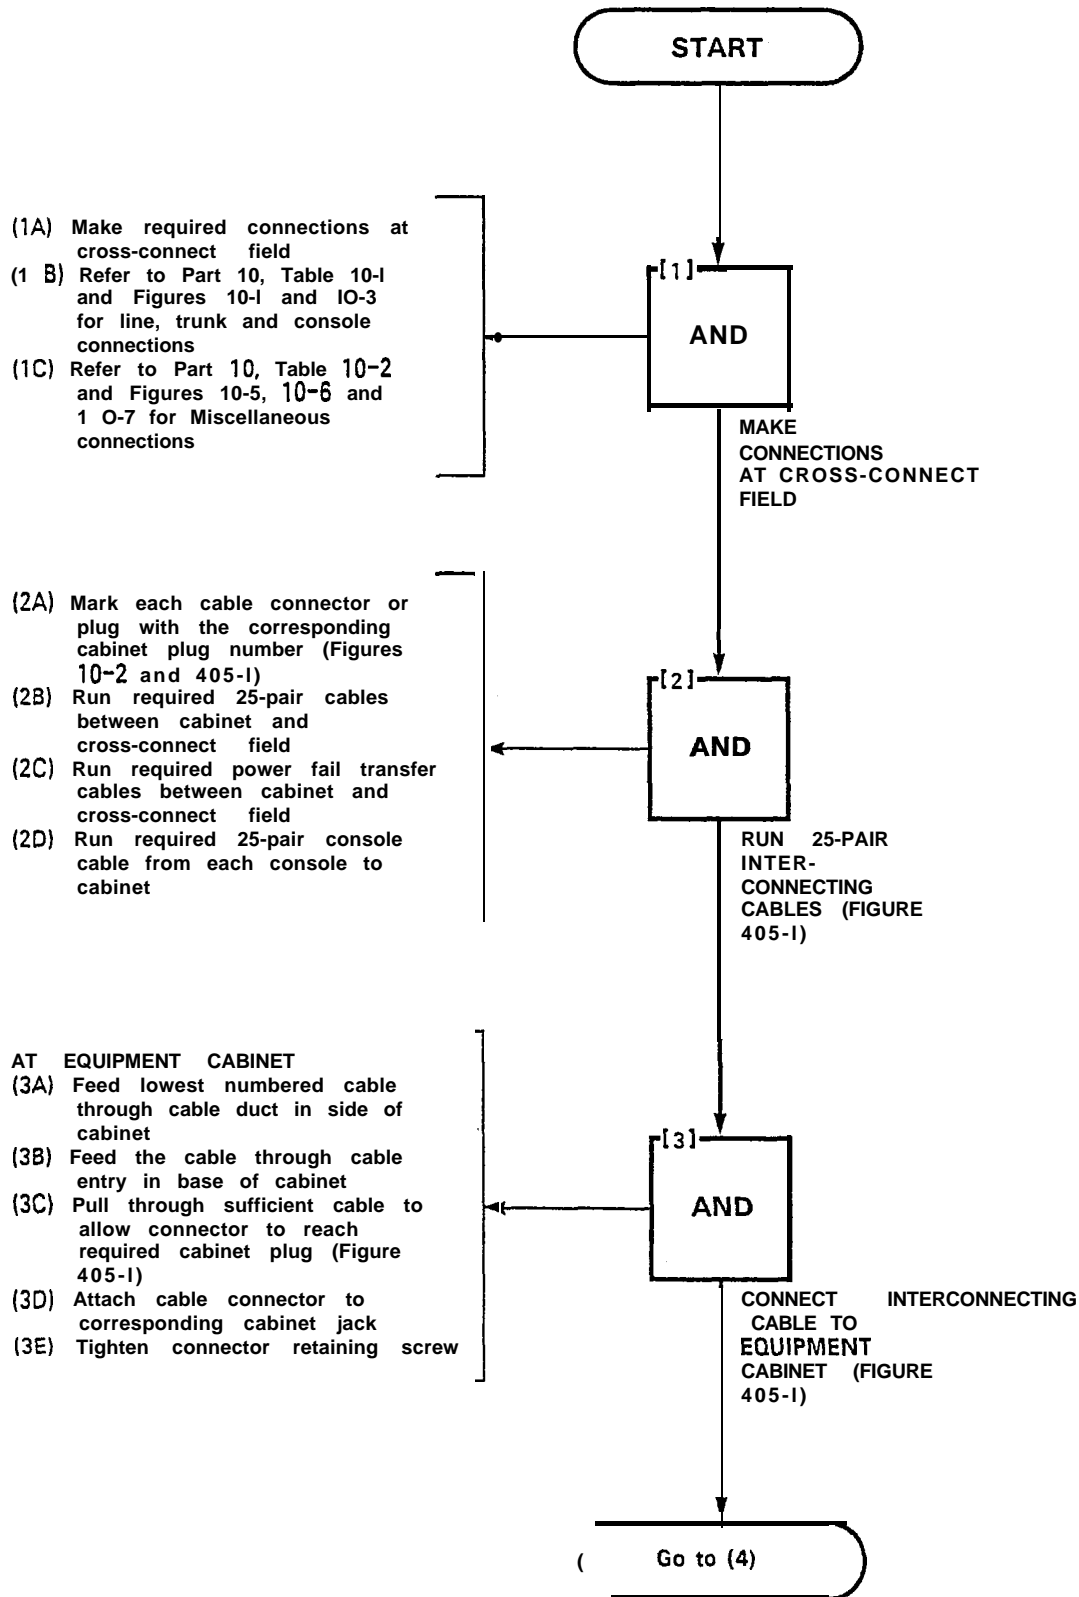 START
(1A) Make required connections at
cross-connect field
(1 B) Refer to Part 10, Table 10-I
and Figures 10-I and IO-3
for line, trunk and console
connections
(1C) Refer to Part 10, Table 10-2
and Figures 10-5, 10-6 and
1 O-7 for Miscellaneous
connections
[1]
AND
MAKE
CONNECTIONS
AT CROSS-CONNECT
FIELD
(2A) Mark each cable connector or
plug with the corresponding
cabinet plug number (Figures
10-2 and 405-I)
(2B) Run required 25-pair cables
between cabinet and
cross-connect field
(2C) Run required power fail transfer
cables between cabinet and
cross-connect field
(2D) Run required 25-pair console
cable from each console to
cabinet
[2]
AND
RUN 25-PAIR
INTER-
CONNECTING
CABLES (FIGURE
405-I)
AT EQUIPMENT CABINET
(3A) Feed lowest numbered cable
through cable duct in side of
cabinet
(3B) Feed the cable through cable
entry in base of cabinet
(3C) Pull through sufficient cable to
allow connector to reach
required cabinet plug (Figure
405-I)
(3D) Attach cable connector to
corresponding cabinet jack
(3E) Tighten connector retaining screw
[3]
AND
CONNECT INTERCONNECTING
CABLE TO
EQUIPMENT
CABINET (FIGURE
405-I)
( Go to (4)